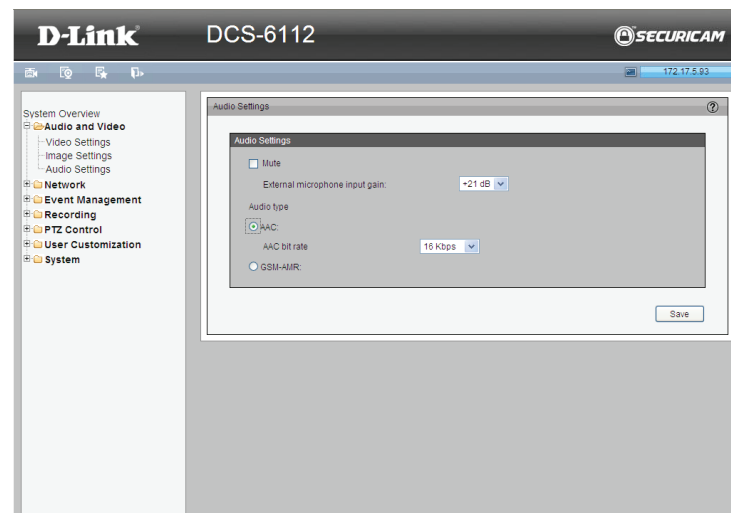 D-Link
DCS-6112
SECURICAM
172.17.5.93
System Overview
Audio and Video
Video Settings
Image Settings
Audio Settings
Network
Event Management
Recording
PTZ Control
User Customization
System
Audio Settings
?
Audio Settings
Mute
External microphone input gain: +21 dB
Audio type
AAC:
AAC bit rate 16 Kbps
GSM-AMR:
Save